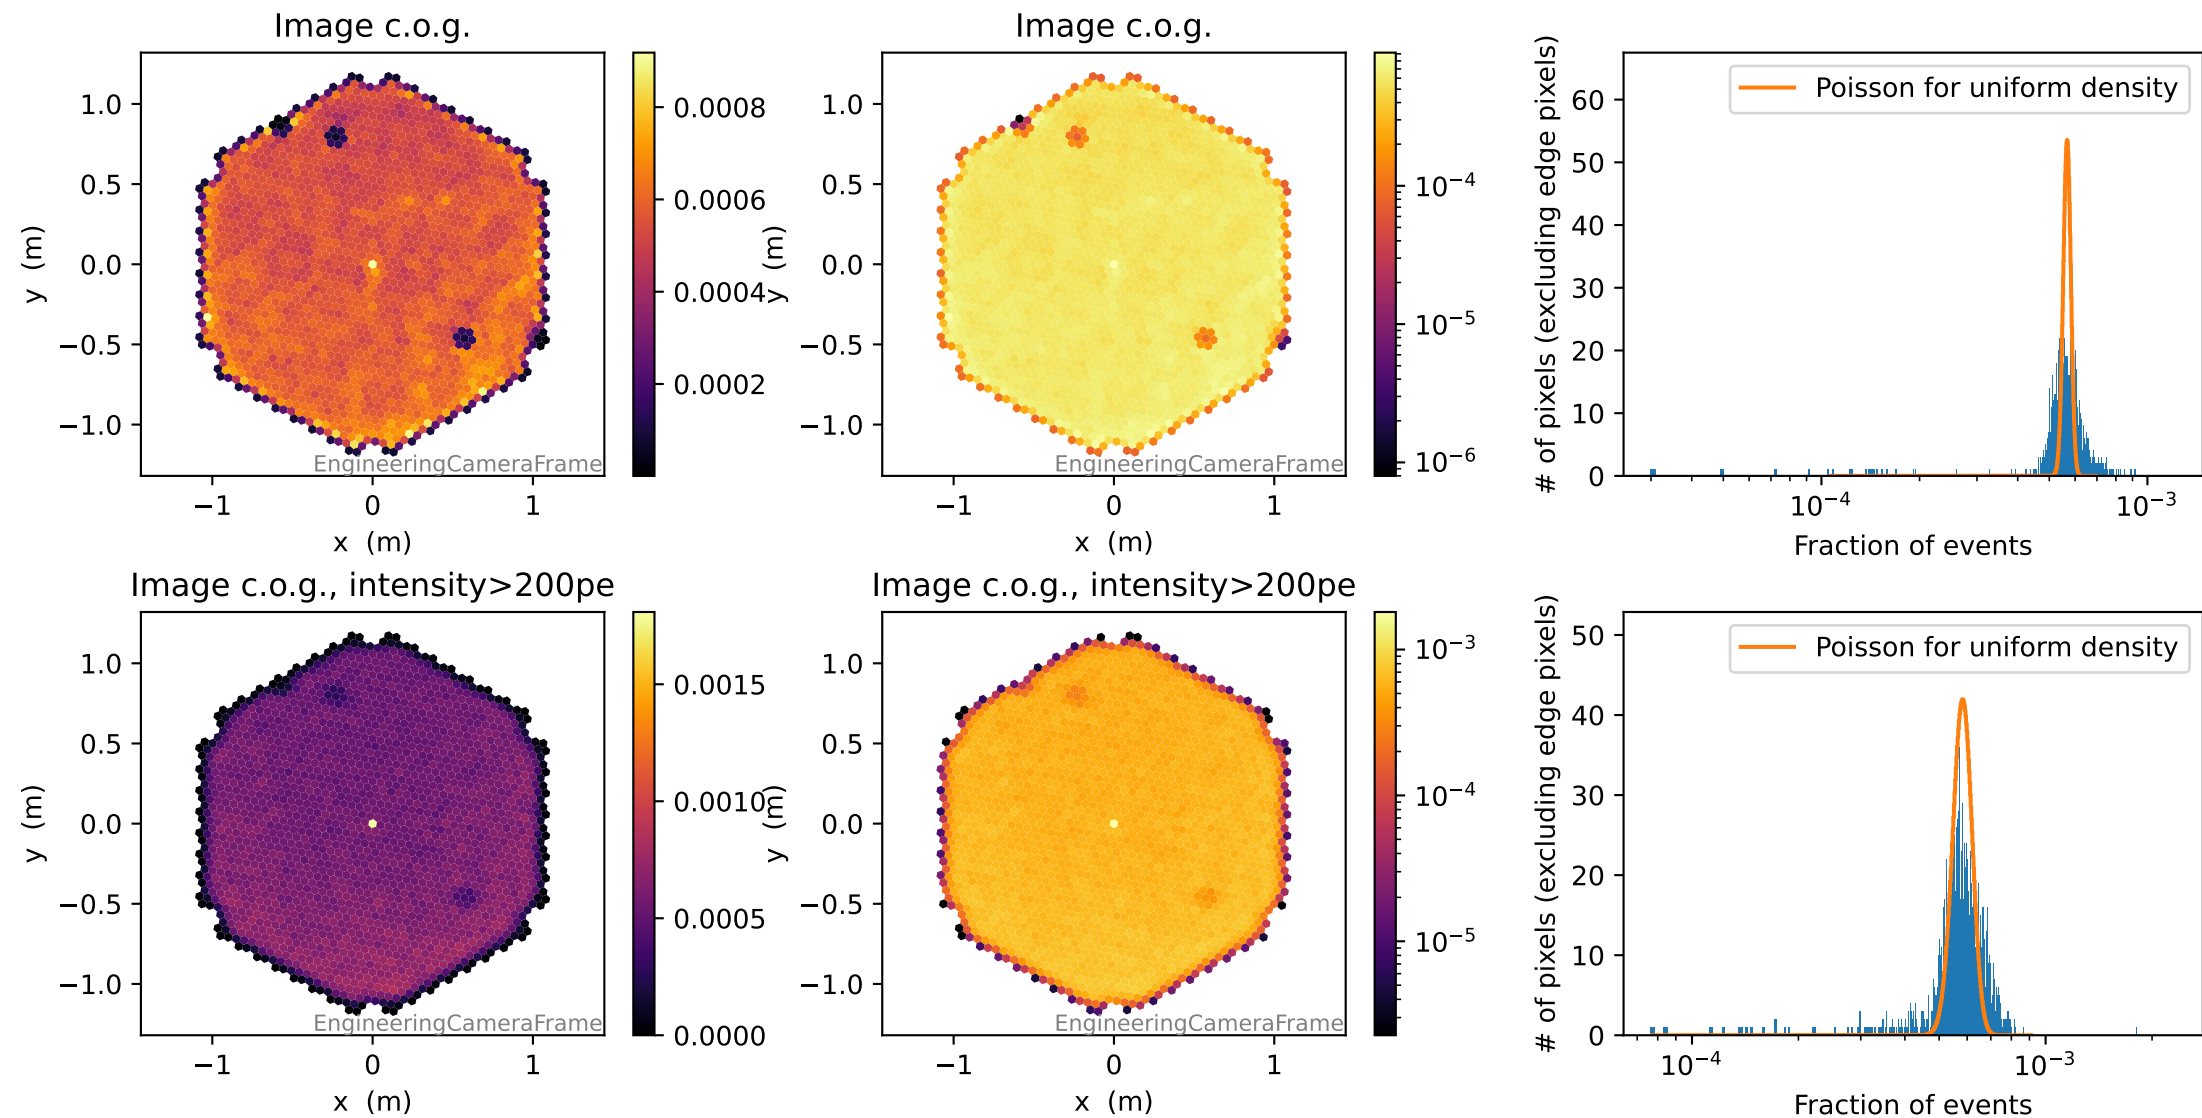 Image c.o.g.
Image c.o.g.
1.0
0.5
0.0
−0.5
−1.0
y (m)
−1
0
1
x (m)
EngineeringCameraFrame
0.0008
0.0006
0.0004
0.0002
1.0
0.5
0.0
−0.5
−1.0
y (m)
−1
0
1
x (m)
EngineeringCameraFrame
10⁻⁴
10⁻⁵
10⁻⁶
# of pixels (excluding edge pixels)
60
50
40
30
20
10
0
Poisson for uniform density
10⁻⁴
10⁻³
Fraction of events
Image c.o.g., intensity>200pe
Image c.o.g., intensity>200pe
1.0
0.5
0.0
−0.5
−1.0
y (m)
−1
0
1
x (m)
EngineeringCameraFrame
0.0015
0.0010
0.0005
0.0000
1.0
0.5
0.0
−0.5
−1.0
y (m)
−1
0
1
x (m)
EngineeringCameraFrame
10⁻³
10⁻⁴
10⁻⁵
# of pixels (excluding edge pixels)
50
40
30
20
10
0
Poisson for uniform density
10⁻⁴
10⁻³
Fraction of events